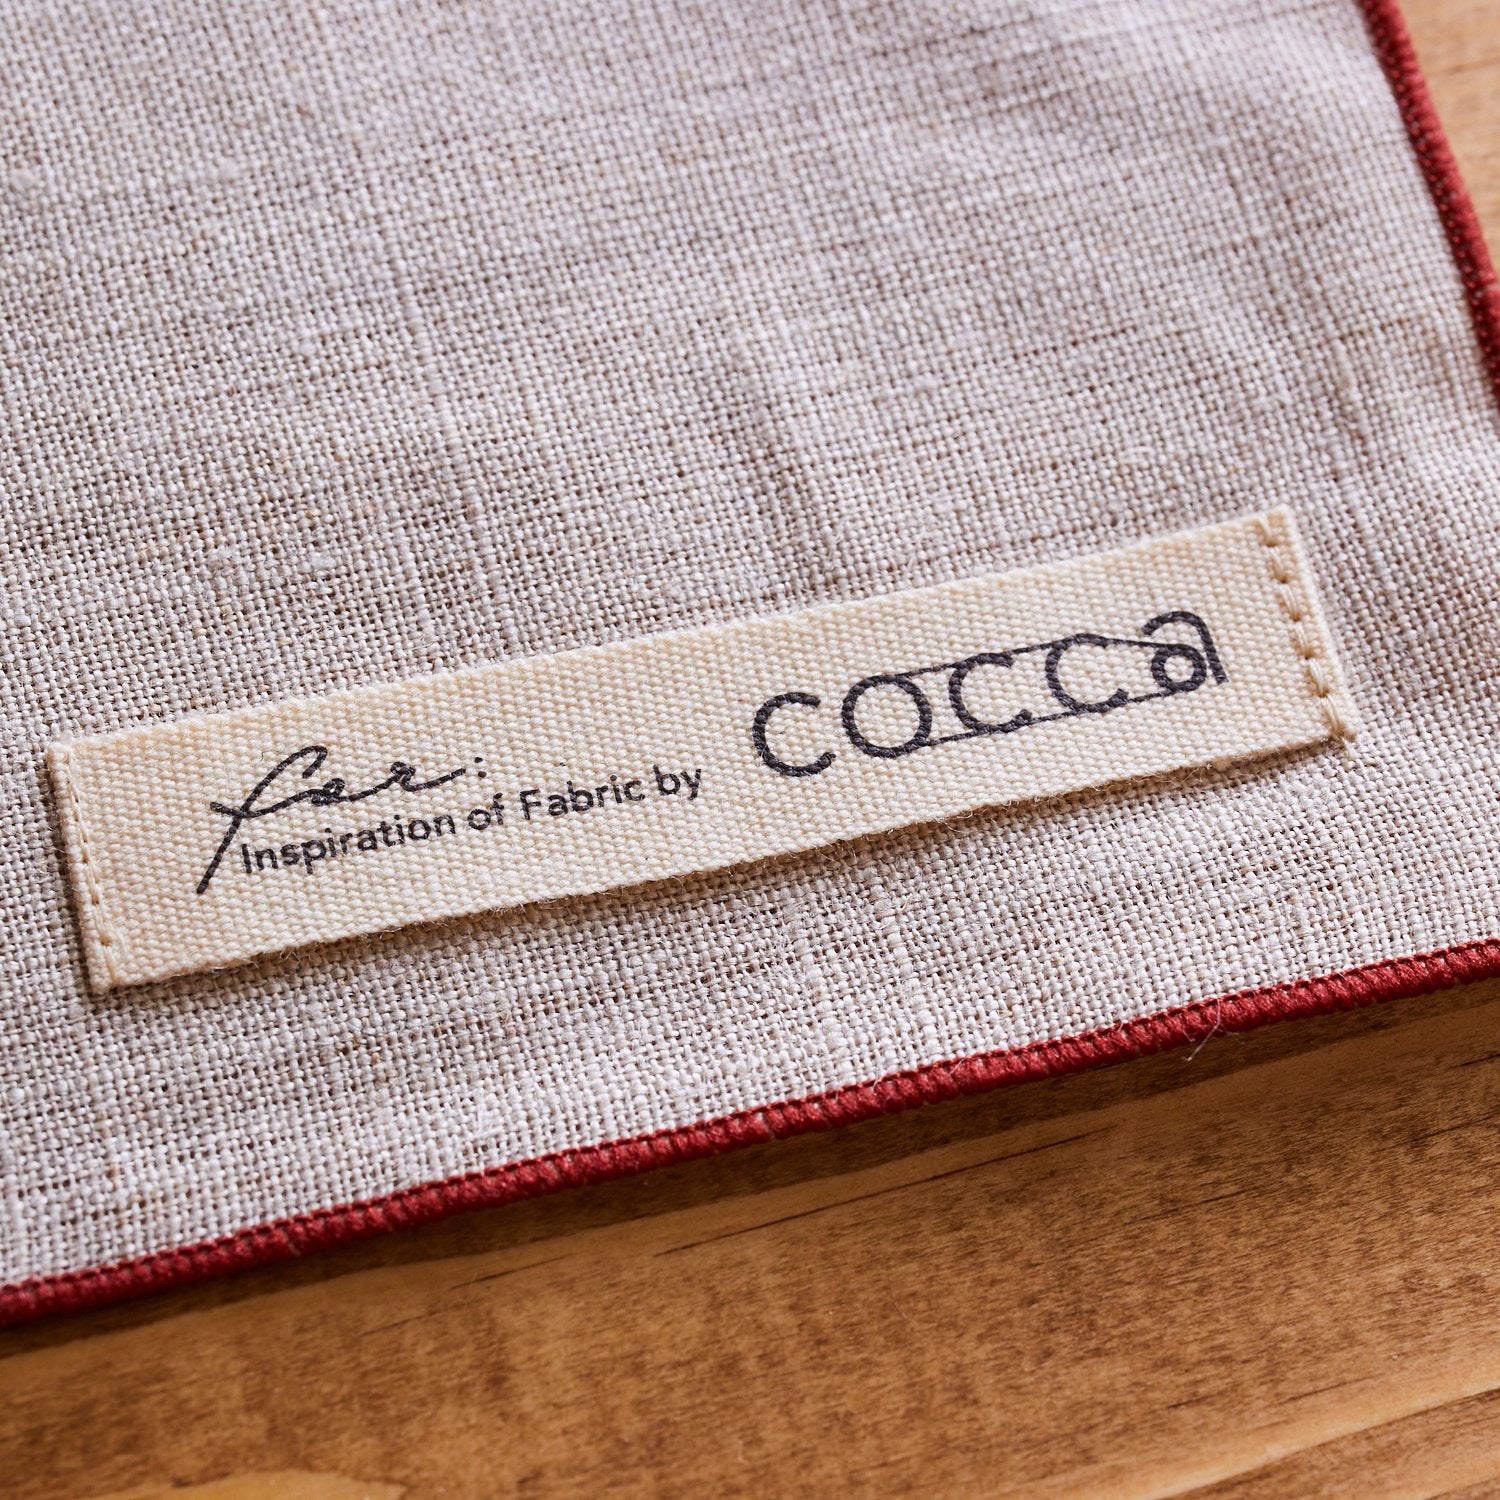 for:
Inspiration of Fabric by
cocca